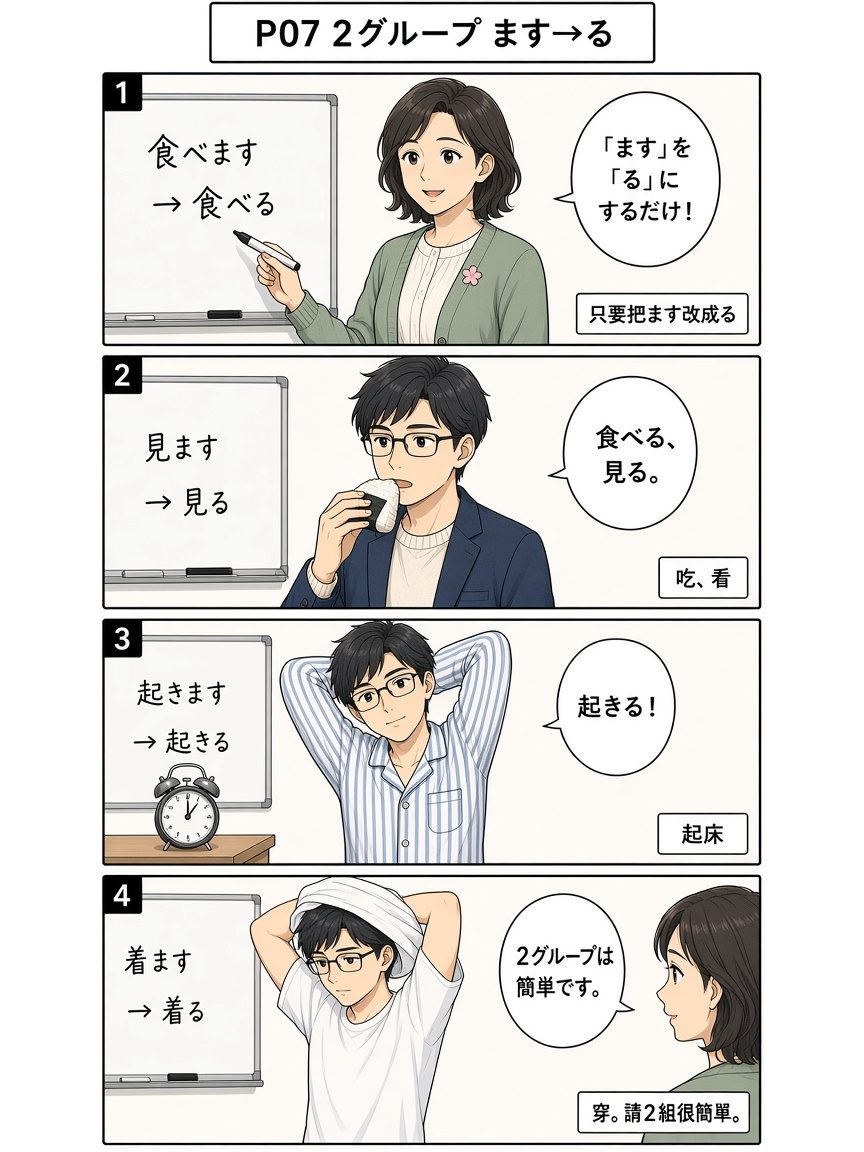 P07 2グループ ます→る
1
食べます
→ 食べる
「ます」を
「る」に
するだけ!
只要把ます改成る
2
見ます
→ 見る
食べる、
見る。
吃、看
3
起きます
→ 起きる
起きる!
起床
4
着ます
→ 着る
2グループは
簡単です。
穿。請2組很簡單。